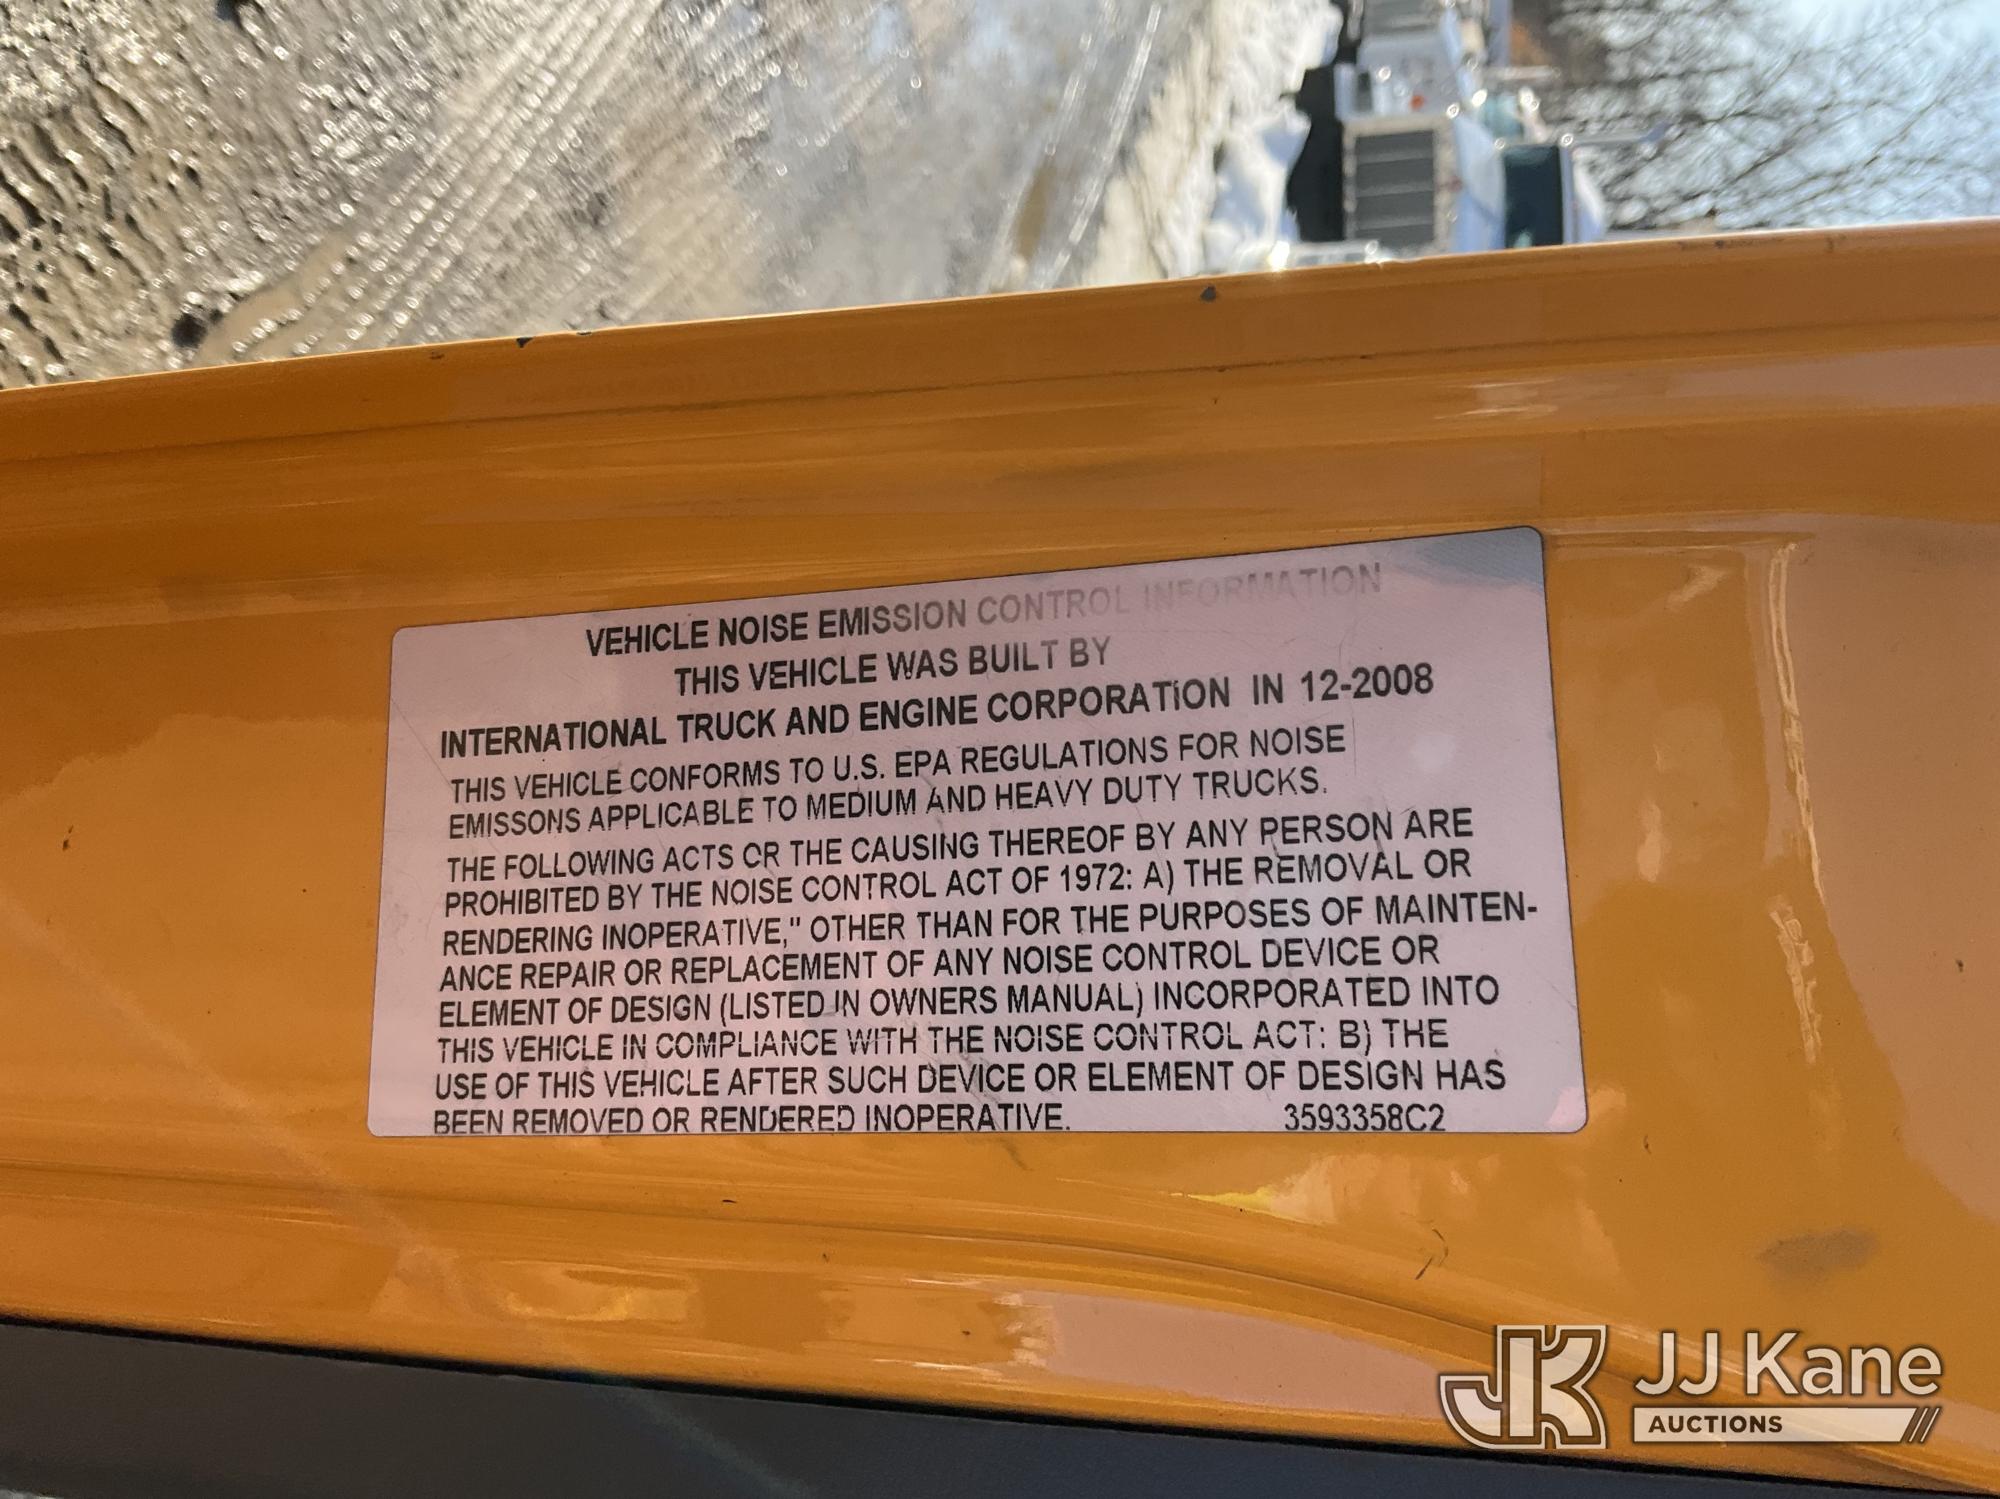 VEHICLE NOISE EMISSION CONTROL INFORMATION
THIS VEHICLE WAS BUILT BY
INTERNATIONAL TRUCK AND ENGINE CORPORATION IN 12-2008
THIS VEHICLE CONFORMS TO U.S. EPA REGULATIONS FOR NOISE
EMISSONS APPLICABLE TO MEDIUM AND HEAVY DUTY TRUCKS.
THE FOLLOWING ACTS OR THE CAUSING THEREOF BY ANY PERSON ARE
PROHIBITED BY THE NOISE CONTROL ACT OF 1972: A) THE REMOVAL OR
RENDERING INOPERATIVE," OTHER THAN FOR THE PURPOSES OF MAINTEN-
ANCE REPAIR OR REPLACEMENT OF ANY NOISE CONTROL DEVICE OR
ELEMENT OF DESIGN (LISTED IN OWNERS MANUAL) INCORPORATED INTO
THIS VEHICLE IN COMPLIANCE WITH THE NOISE CONTROL ACT: B) THE
USE OF THIS VEHICLE AFTER SUCH DEVICE OR ELEMENT OF DESIGN HAS
BEEN REMOVED OR RENDERED INOPERATIVE. 3593358C2
JK JJ Kane
AUCTIONS